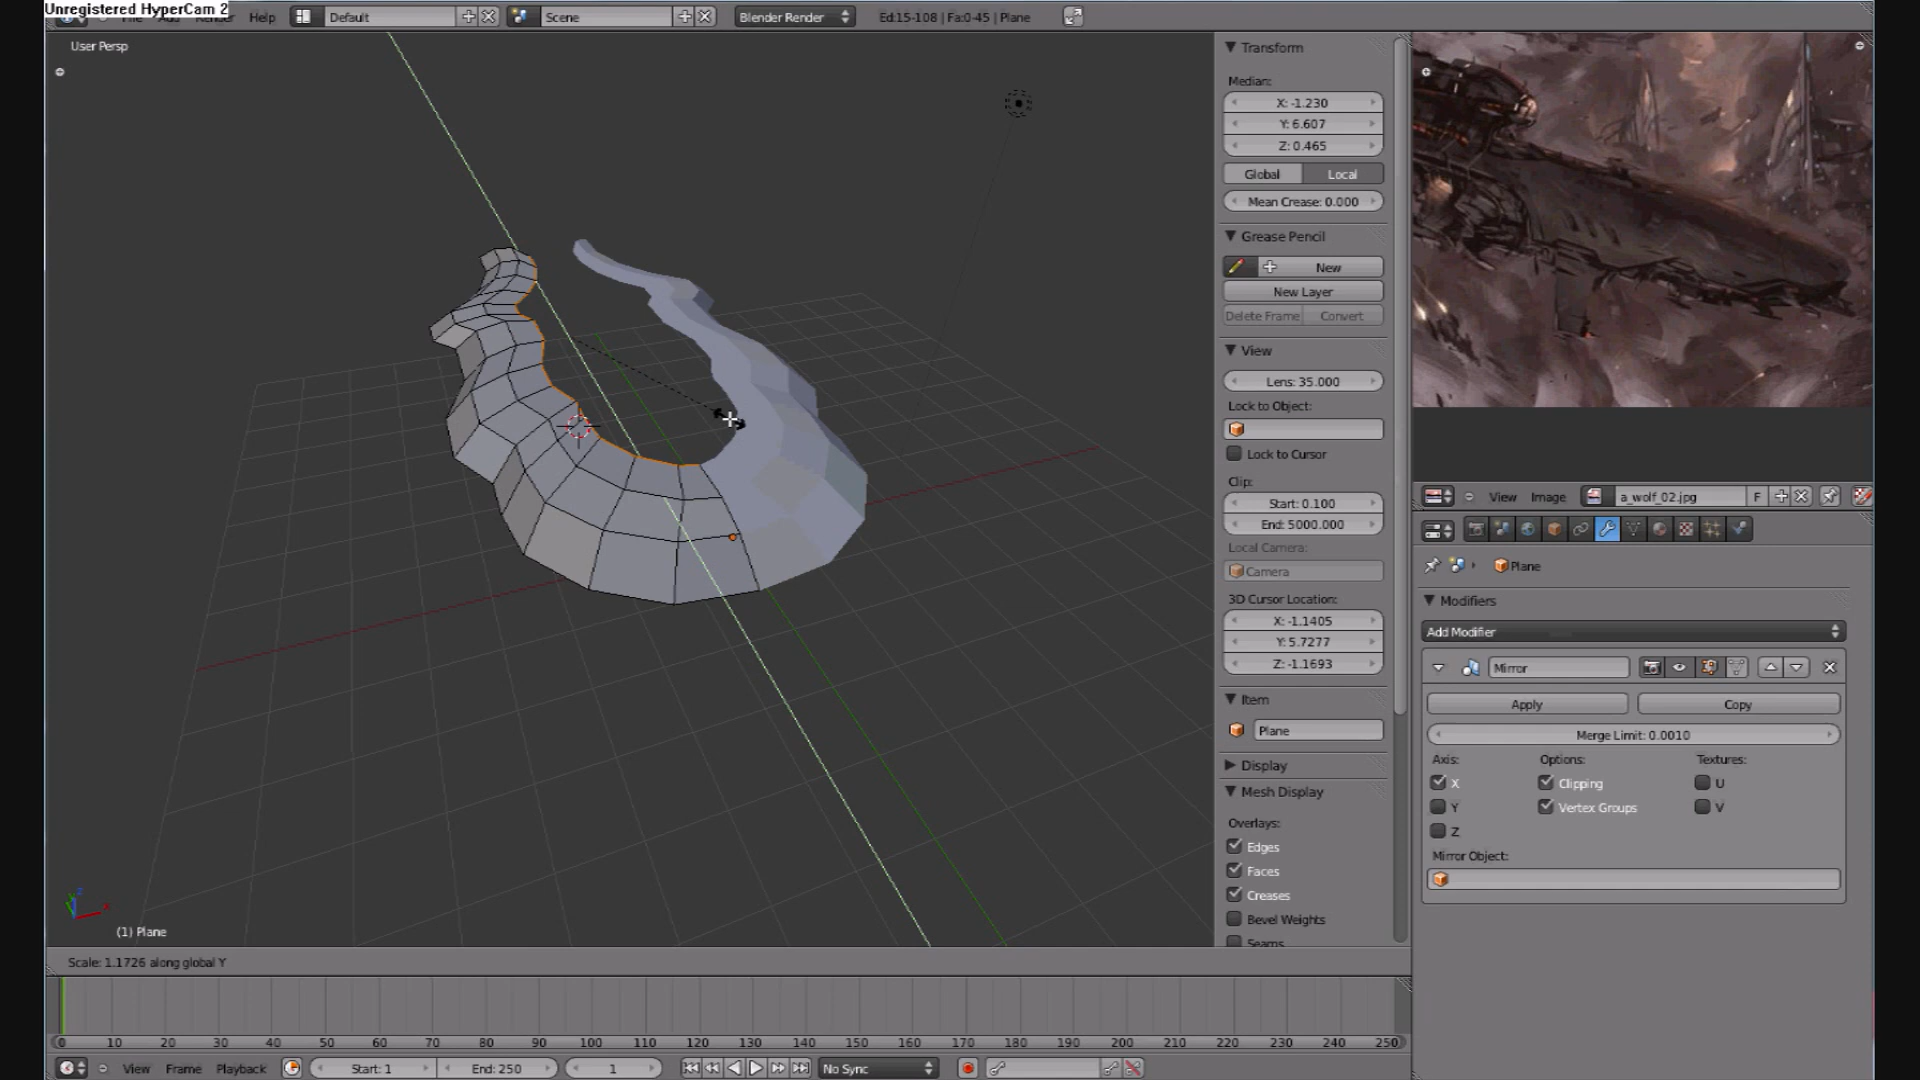 Unregistered HyperCam 2
File Add Render Help Default Scene Blender Render Ed:15-108 | Fa:0-45 | Plane
User Persp
(1) Plane
Scale: 1.1726 along global Y
Transform
Median:
X: -1.230
Y: 6.607
Z: 0.465
Global Local
Mean Crease: 0.000
Grease Pencil
New
New Layer
Delete Frame Convert
View
Lens: 35.000
Lock to Object:
Lock to Cursor
Clip:
Start: 0.100
End: 5000.000
Local Camera:
Camera
3D Cursor Location:
X: -1.1405
Y: 5.7277
Z: -1.1693
Item
Plane
Display
Mesh Display
Overlays:
Edges
Faces
Creases
Bevel Weights
Seams
View Image a_wolf_02.jpg F
Plane
Modifiers
Add Modifier
Mirror
Apply Copy
Merge Limit: 0.0010
Axis: Options: Textures:
X Clipping U
Y Vertex Groups V
Z
Mirror Object:
0 10 20 30 40 50 60 70 80 90 100 110 120 130 140 150 160 170 180 190 200 210 220 230 240 250
View Frame Playback Start: 1 End: 250 1 No Sync